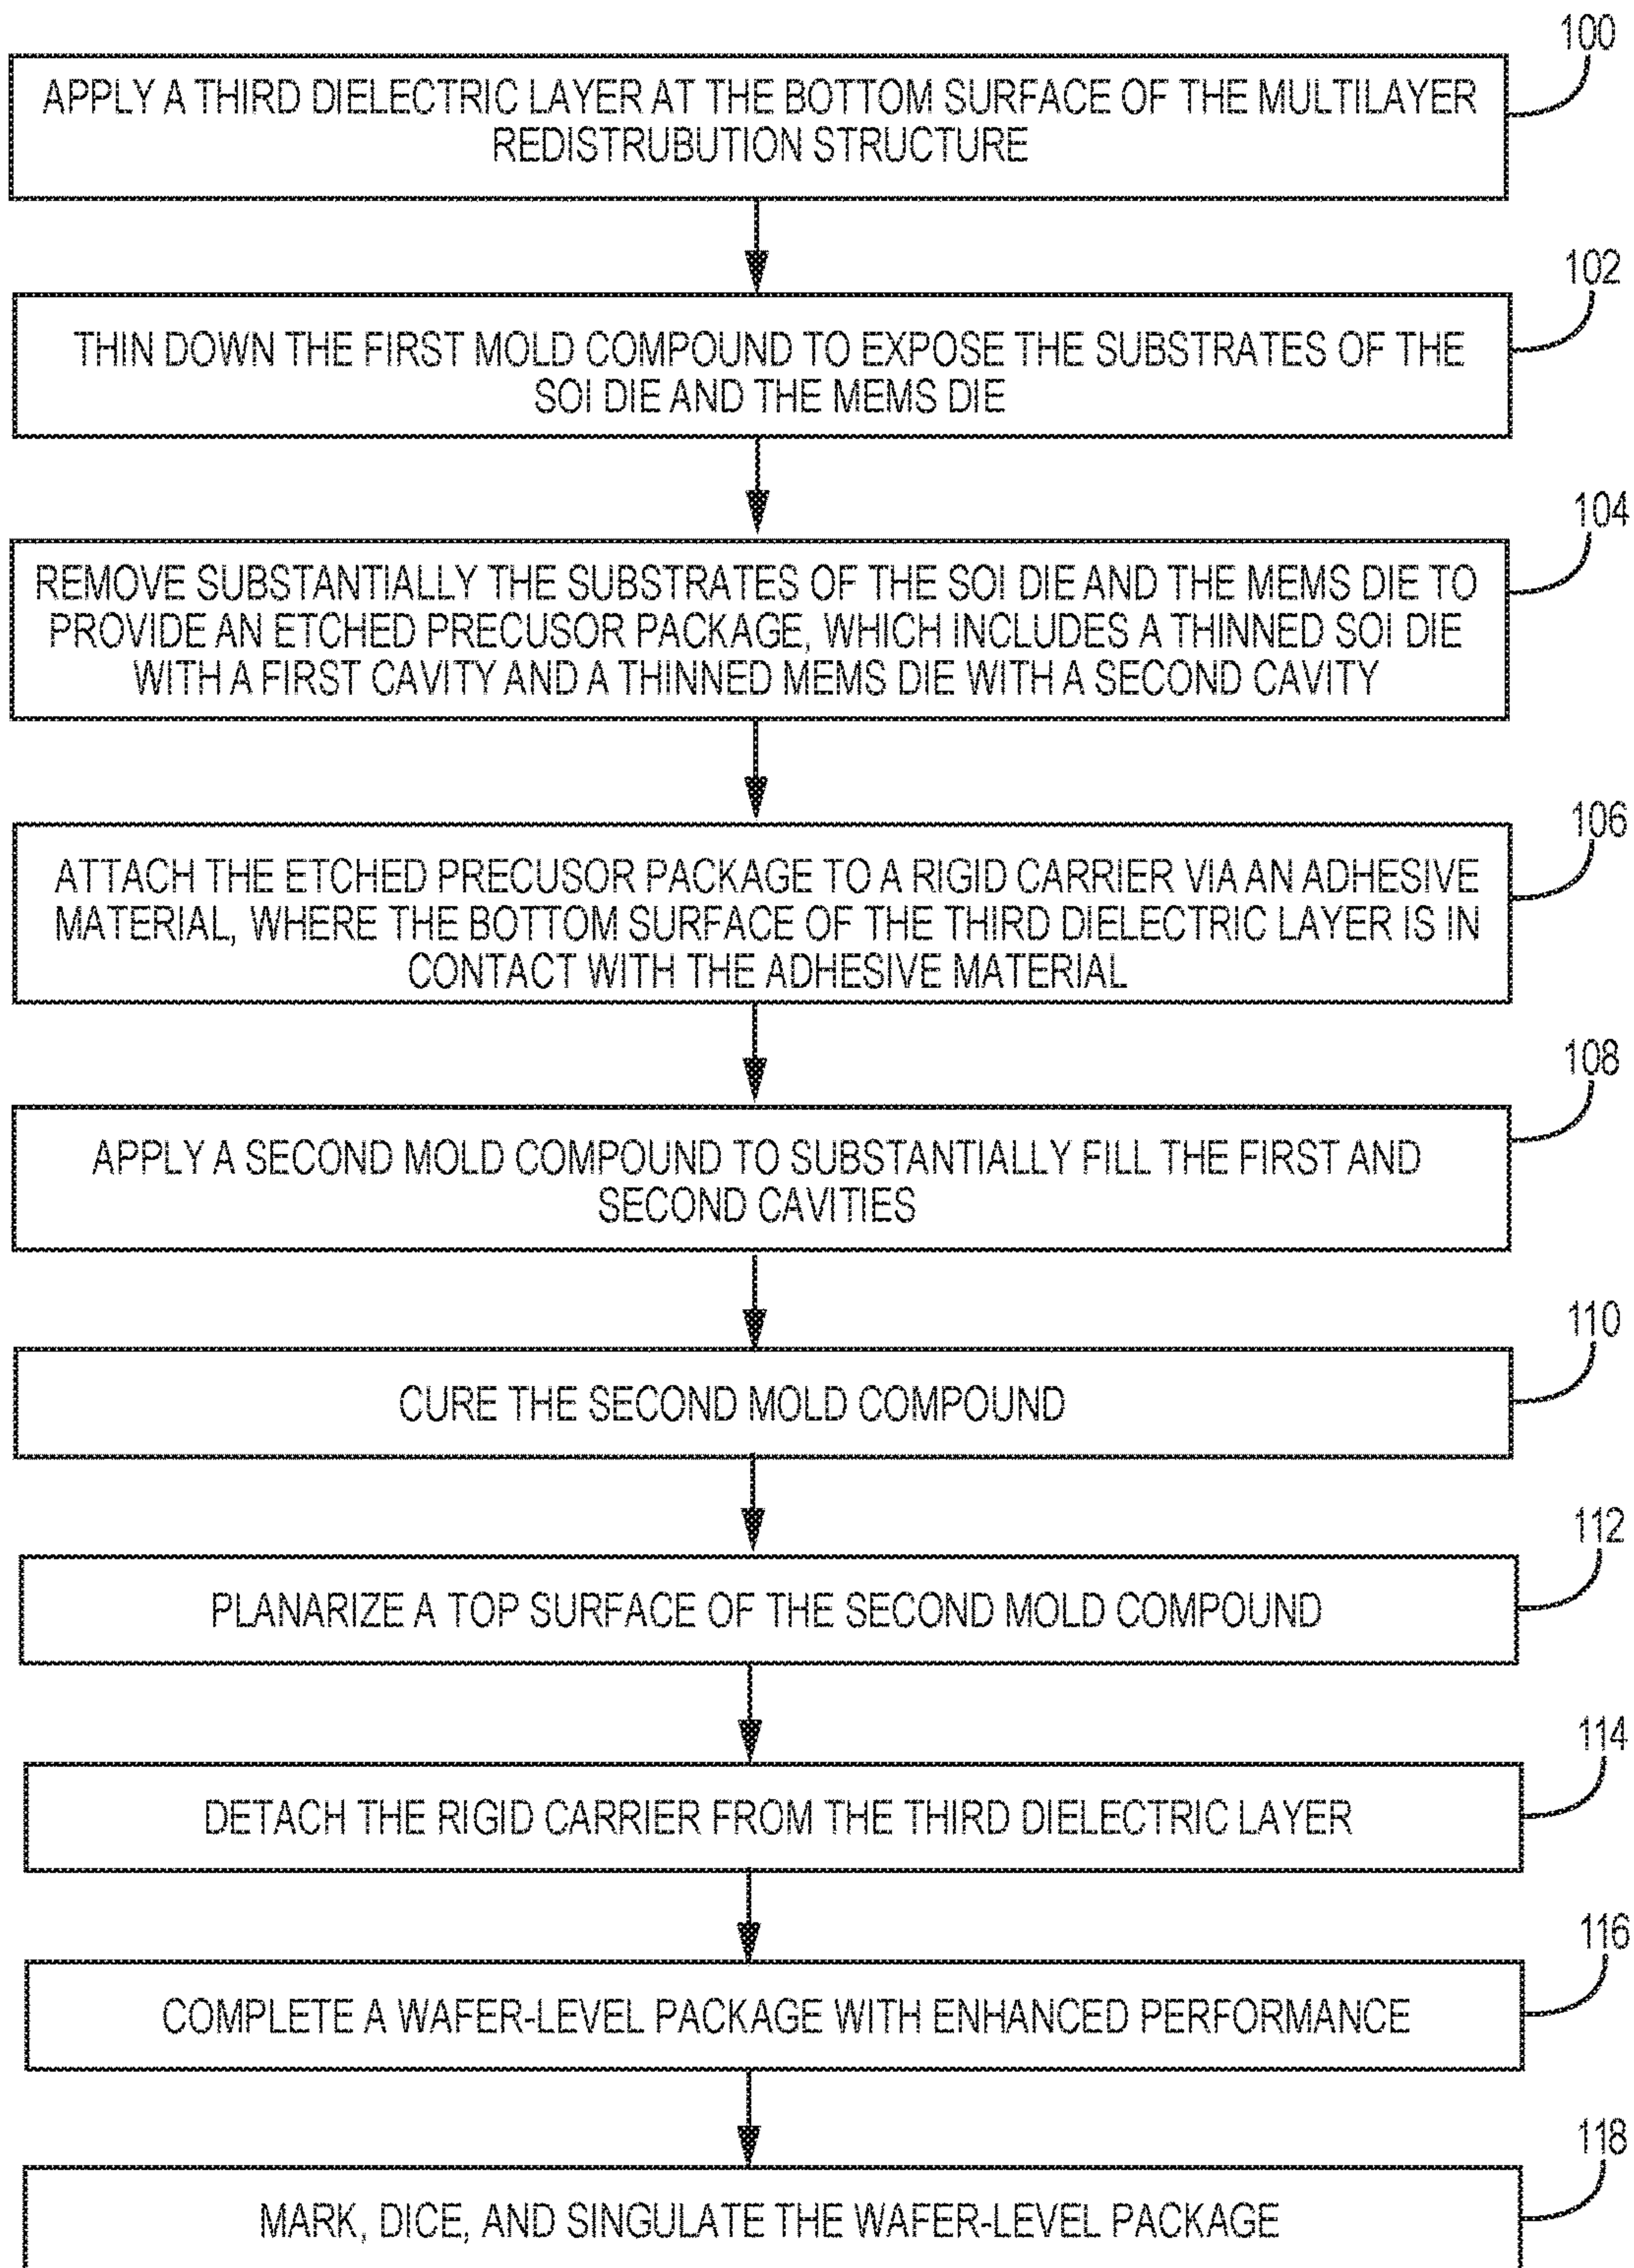 100
APPLY A THIRD DIELECTRIC LAYER AT THE BOTTOM SURFACE OF THE MULTILAYER
REDISTRUBUTION STRUCTURE
102
THIN DOWN THE FIRST MOLD COMPOUND TO EXPOSE THE SUBSTRATES OF THE
SOI DIE AND THE MEMS DIE
104
REMOVE SUBSTANTIALLY THE SUBSTRATES OF THE SOI DIE AND THE MEMS DIE TO
PROVIDE AN ETCHED PRECUSOR PACKAGE, WHICH INCLUDES A THINNED SOI DIE
WITH A FIRST CAVITY AND A THINNED MEMS DIE WITH A SECOND CAVITY
106
ATTACH THE ETCHED PRECUSOR PACKAGE TO A RIGID CARRIER VIA AN ADHESIVE
MATERIAL, WHERE THE BOTTOM SURFACE OF THE THIRD DIELECTRIC LAYER IS IN
CONTACT WITH THE ADHESIVE MATERIAL
108
APPLY A SECOND MOLD COMPOUND TO SUBSTANTIALLY FILL THE FIRST AND
SECOND CAVITIES
110
CURE THE SECOND MOLD COMPOUND
112
PLANARIZE A TOP SURFACE OF THE SECOND MOLD COMPOUND
114
DETACH THE RIGID CARRIER FROM THE THIRD DIELECTRIC LAYER
116
COMPLETE A WAFER-LEVEL PACKAGE WITH ENHANCED PERFORMANCE
118
MARK, DICE, AND SINGULATE THE WAFER-LEVEL PACKAGE